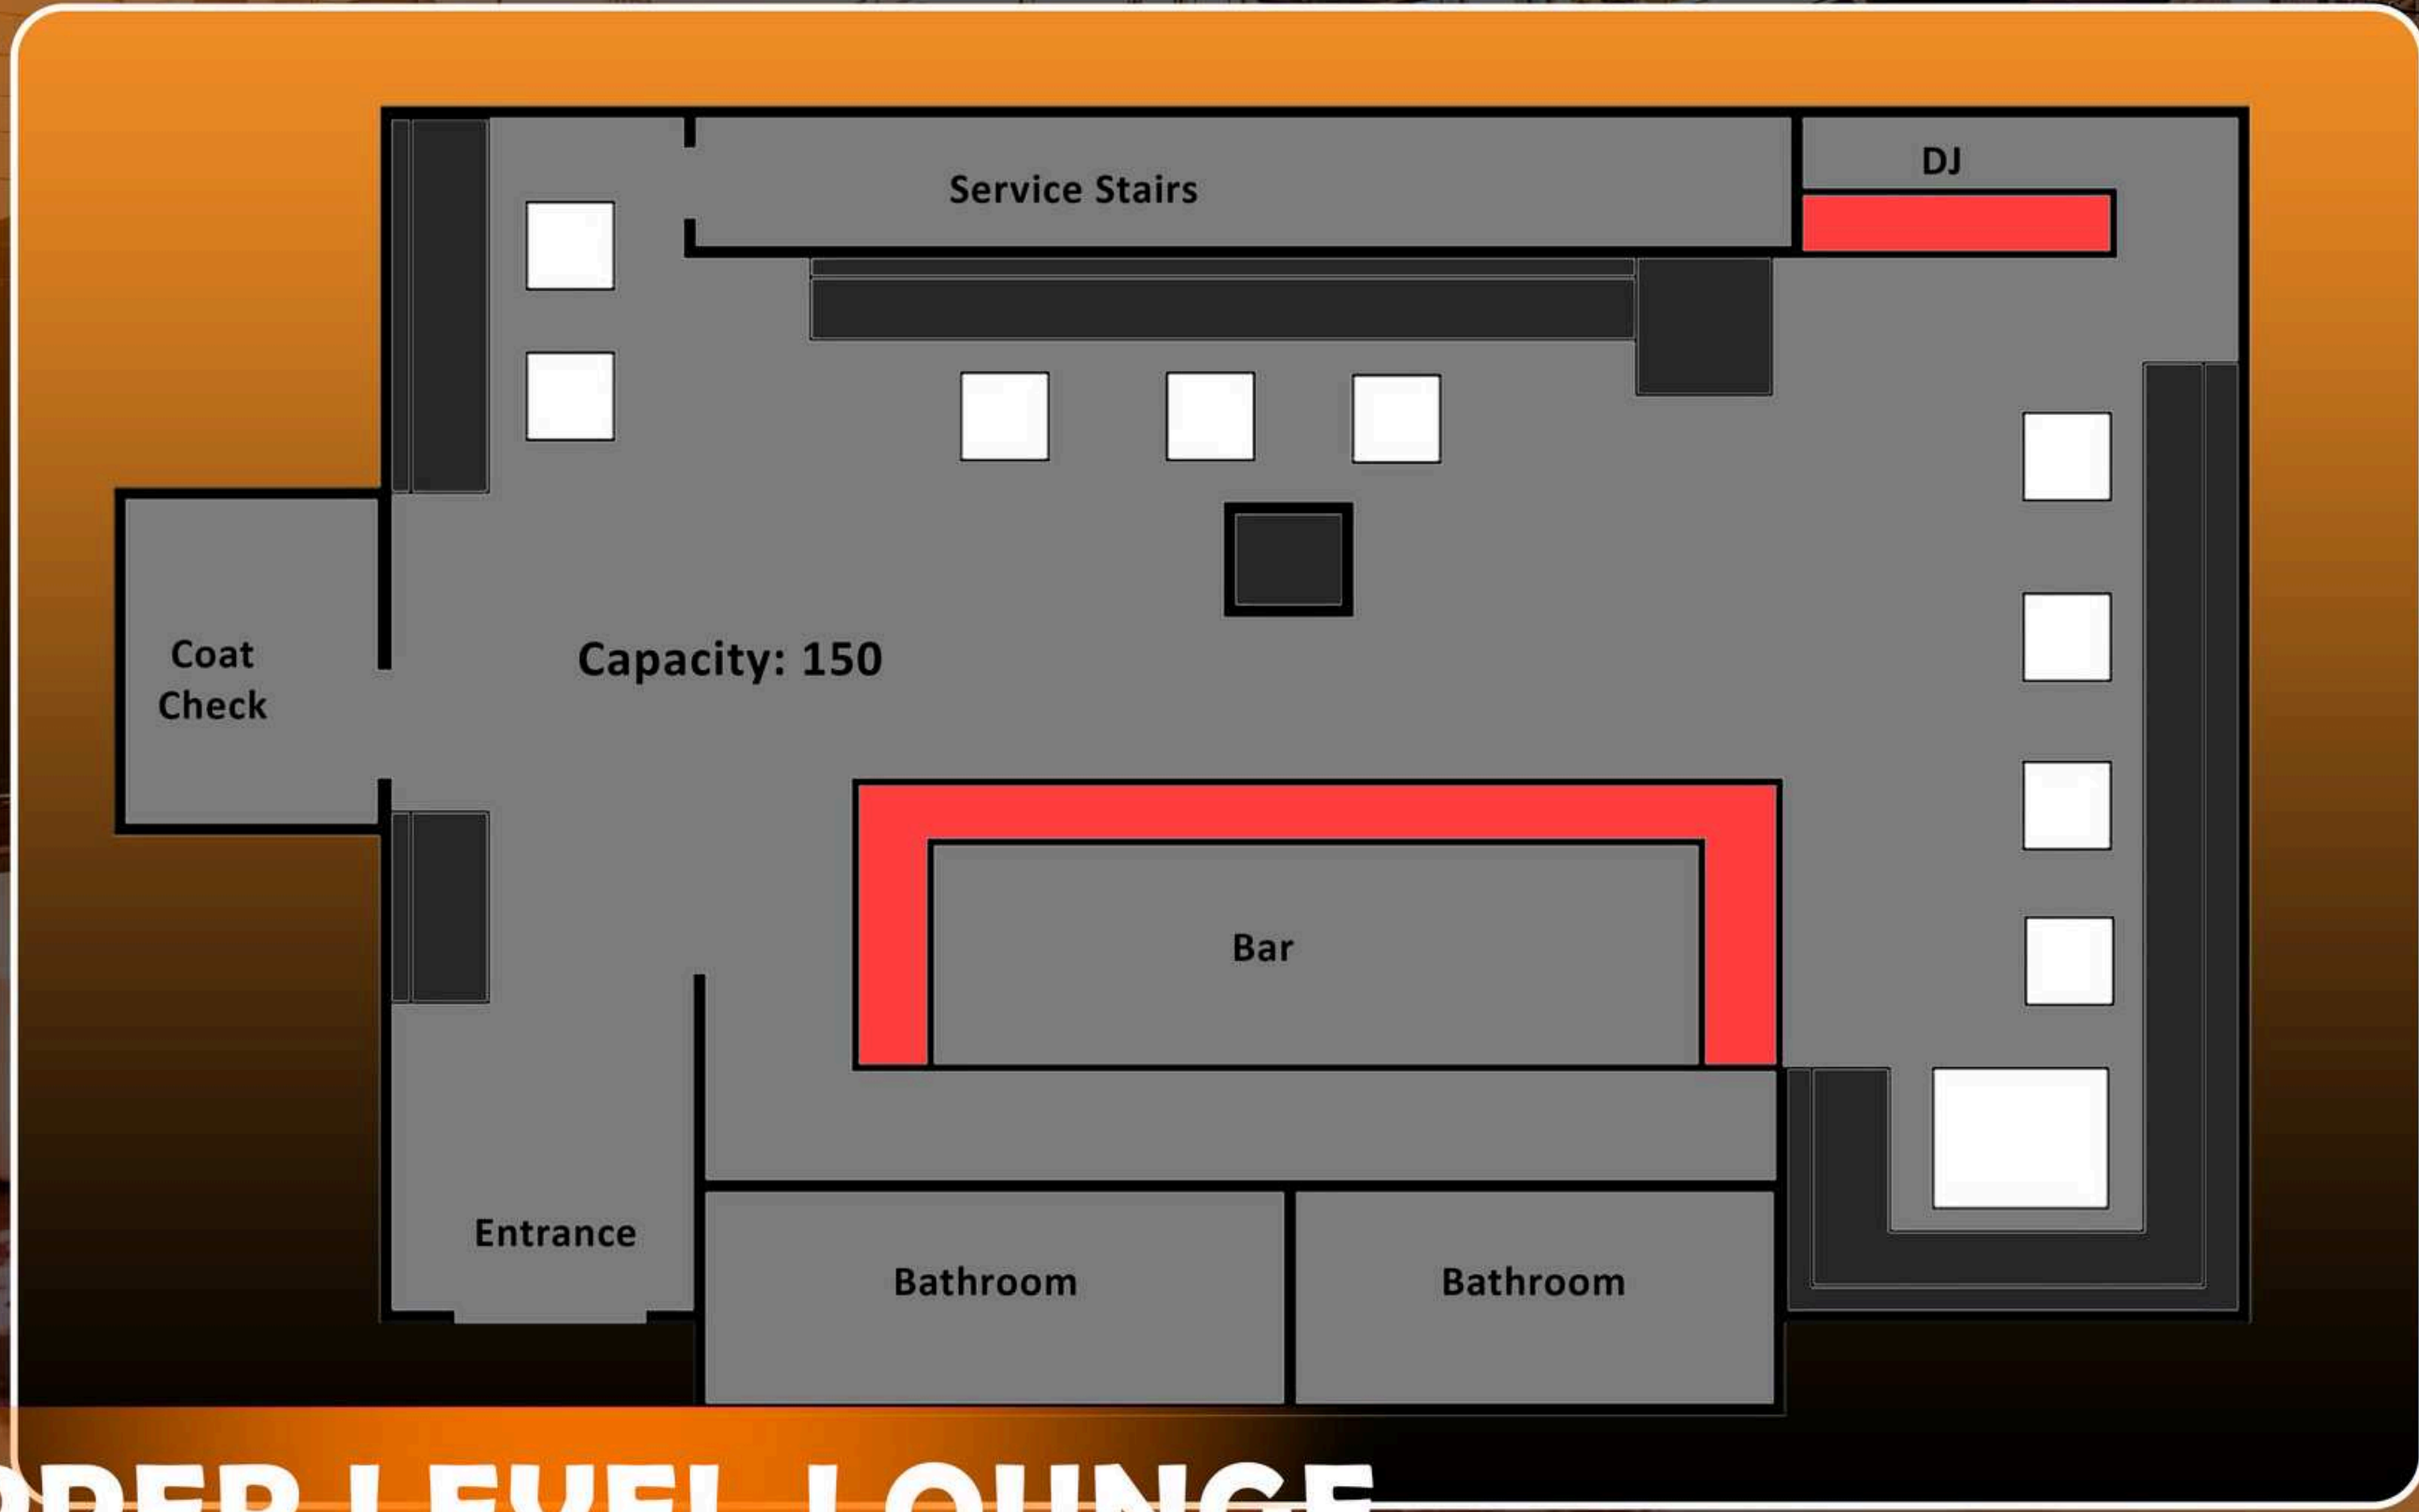 Service Stairs
DJ
Coat
Check
Capacity: 150
Bar
Entrance
Bathroom
Bathroom
LEVEL LOUNGE